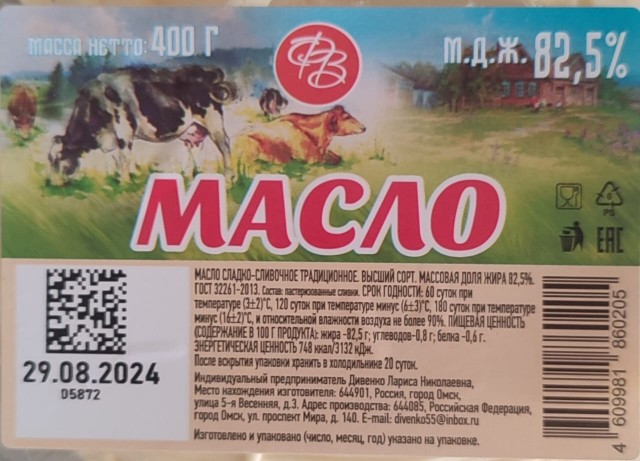 МАССА НЕТТО: 400 Г
ФВ
М.Д.Ж. 82,5%
МАСЛО
6
PS
EAC
МАСЛО СЛАДКО-СЛИВОЧНОЕ ТРАДИЦИОННОЕ. ВЫСШИЙ СОРТ. МАССОВАЯ ДОЛЯ ЖИРА 82,5%.
ГОСТ 32261-2013. Состав: пастеризованные сливки. СРОК ГОДНОСТИ: 60 суток при
температуре (3±2)°С, 120 суток при температуре минус (6±3)°С, 180 суток при температуре
минус (16±2)°С, и относительной влажности воздуха не более 90%. ПИЩЕВАЯ ЦЕННОСТЬ
(СОДЕРЖАНИЕ В 100 Г ПРОДУКТА): жира -82,5 г; углеводов-0,8 г; белка -0,6 г.
ЭНЕРГЕТИЧЕСКАЯ ЦЕННОСТЬ 748 ккал/3132 кДж.
После вскрытия упаковки хранить в холодильнике 20 суток.
Индивидуальный предприниматель Дивенко Лариса Николаевна,
Место нахождения изготовителя: 644901, Россия, город Омск,
улица 5-я Весенняя, д.3. Адрес производства: 644085, Российская Федерация,
город Омск, ул. проспект Мира, д. 140. E-mail: divenko55@inbox.ru
Изготовлено и упаковано (число, месяц, год) указано на упаковке.
29.08.2024
D5872
4 609981 860205